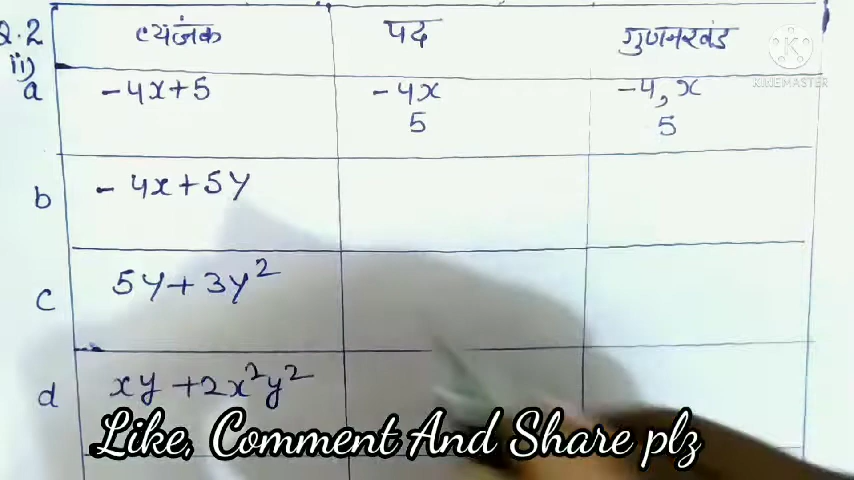 Q.2 व्यंजक पद गुणनखंड
ii)
a -4x+5 -4x -4, x
5 5
KINEMASTER
b - 4x+5y
c 5y+3y²
d xy +2x²y²
Like, Comment And Share plz